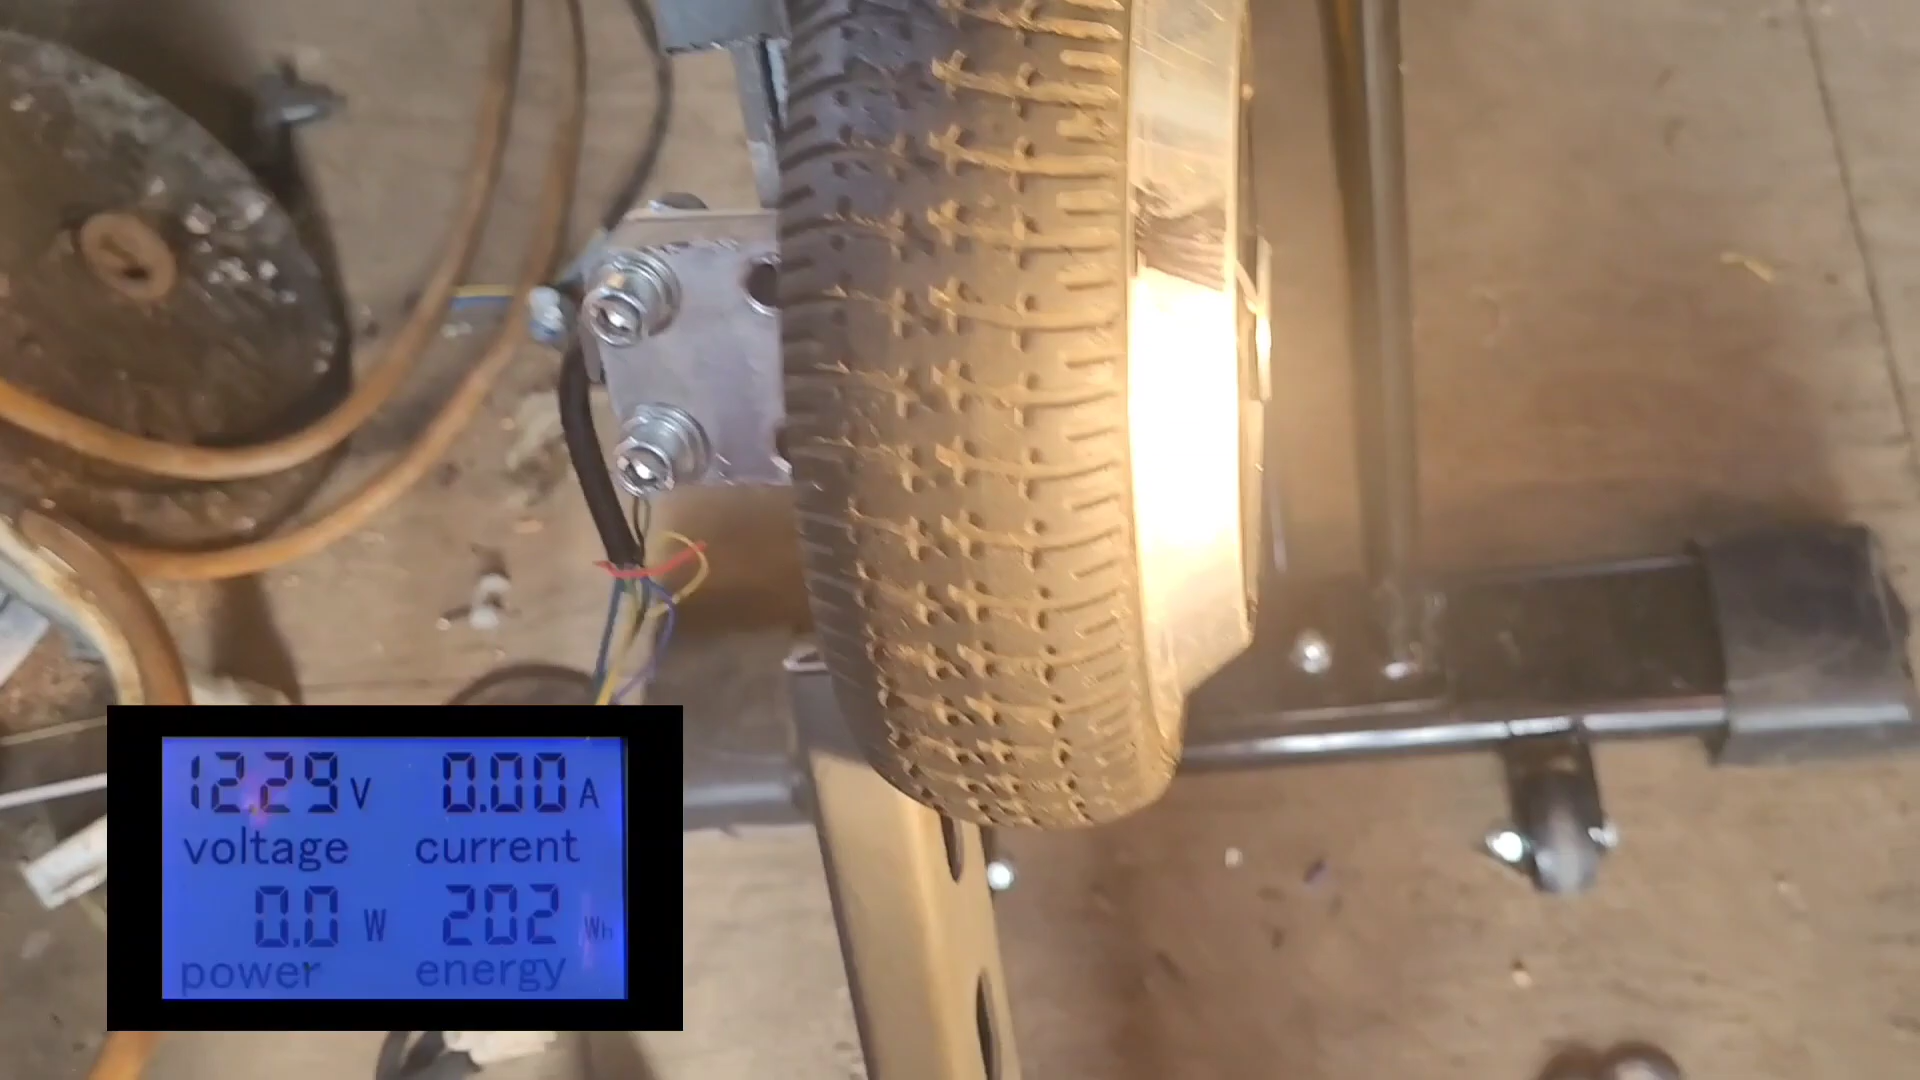 12.29 V 0.00 A
voltage current
0.0 W 202 Wh
power energy